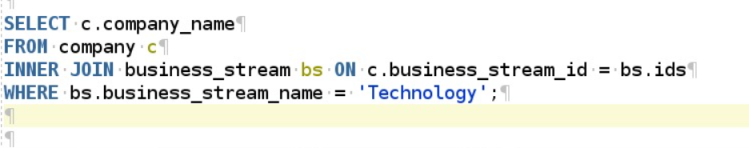 SELECT c.company_name
FROM company c
INNER JOIN business_stream bs ON c.business_stream_id = bs.ids
WHERE bs.business_stream_name = 'Technology';